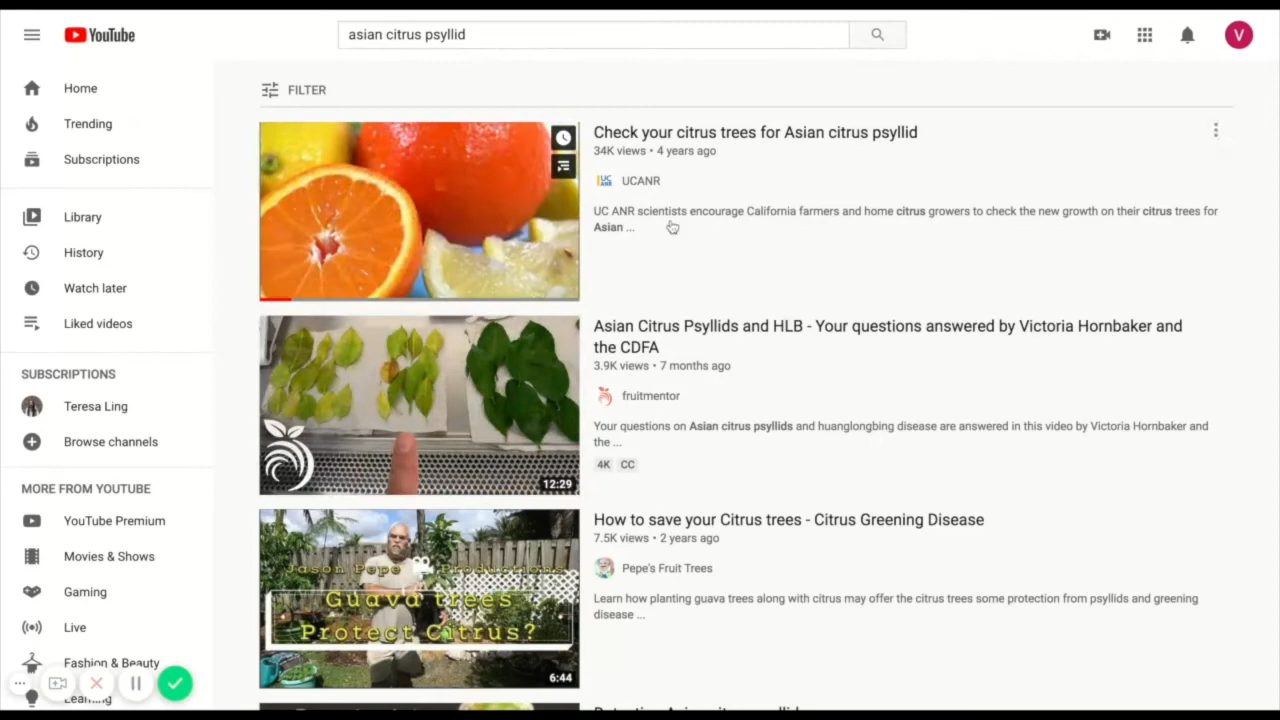 YouTube
asian citrus psyllid
V
Home
Trending
Subscriptions
Library
History
Watch later
Liked videos
SUBSCRIPTIONS
Teresa Ling
Browse channels
MORE FROM YOUTUBE
YouTube Premium
Movies & Shows
Gaming
Live
Fashion & Beauty
Learning
FILTER
Check your citrus trees for Asian citrus psyllid
34K views • 4 years ago
UC ANR
UCANR
UC ANR scientists encourage California farmers and home citrus growers to check the new growth on their citrus trees for
Asian ...
12:29
Asian Citrus Psyllids and HLB - Your questions answered by Victoria Hornbaker and
the CDFA
3.9K views • 7 months ago
fruitmentor
Your questions on Asian citrus psyllids and huanglongbing disease are answered in this video by Victoria Hornbaker and
the ...
4K CC
Jason Pepe Productions
Guava trees
Protect Citrus?
6:44
How to save your Citrus trees - Citrus Greening Disease
7.5K views • 2 years ago
Pepe's Fruit Trees
Learn how planting guava trees along with citrus may offer the citrus trees some protection from psyllids and greening
disease ...